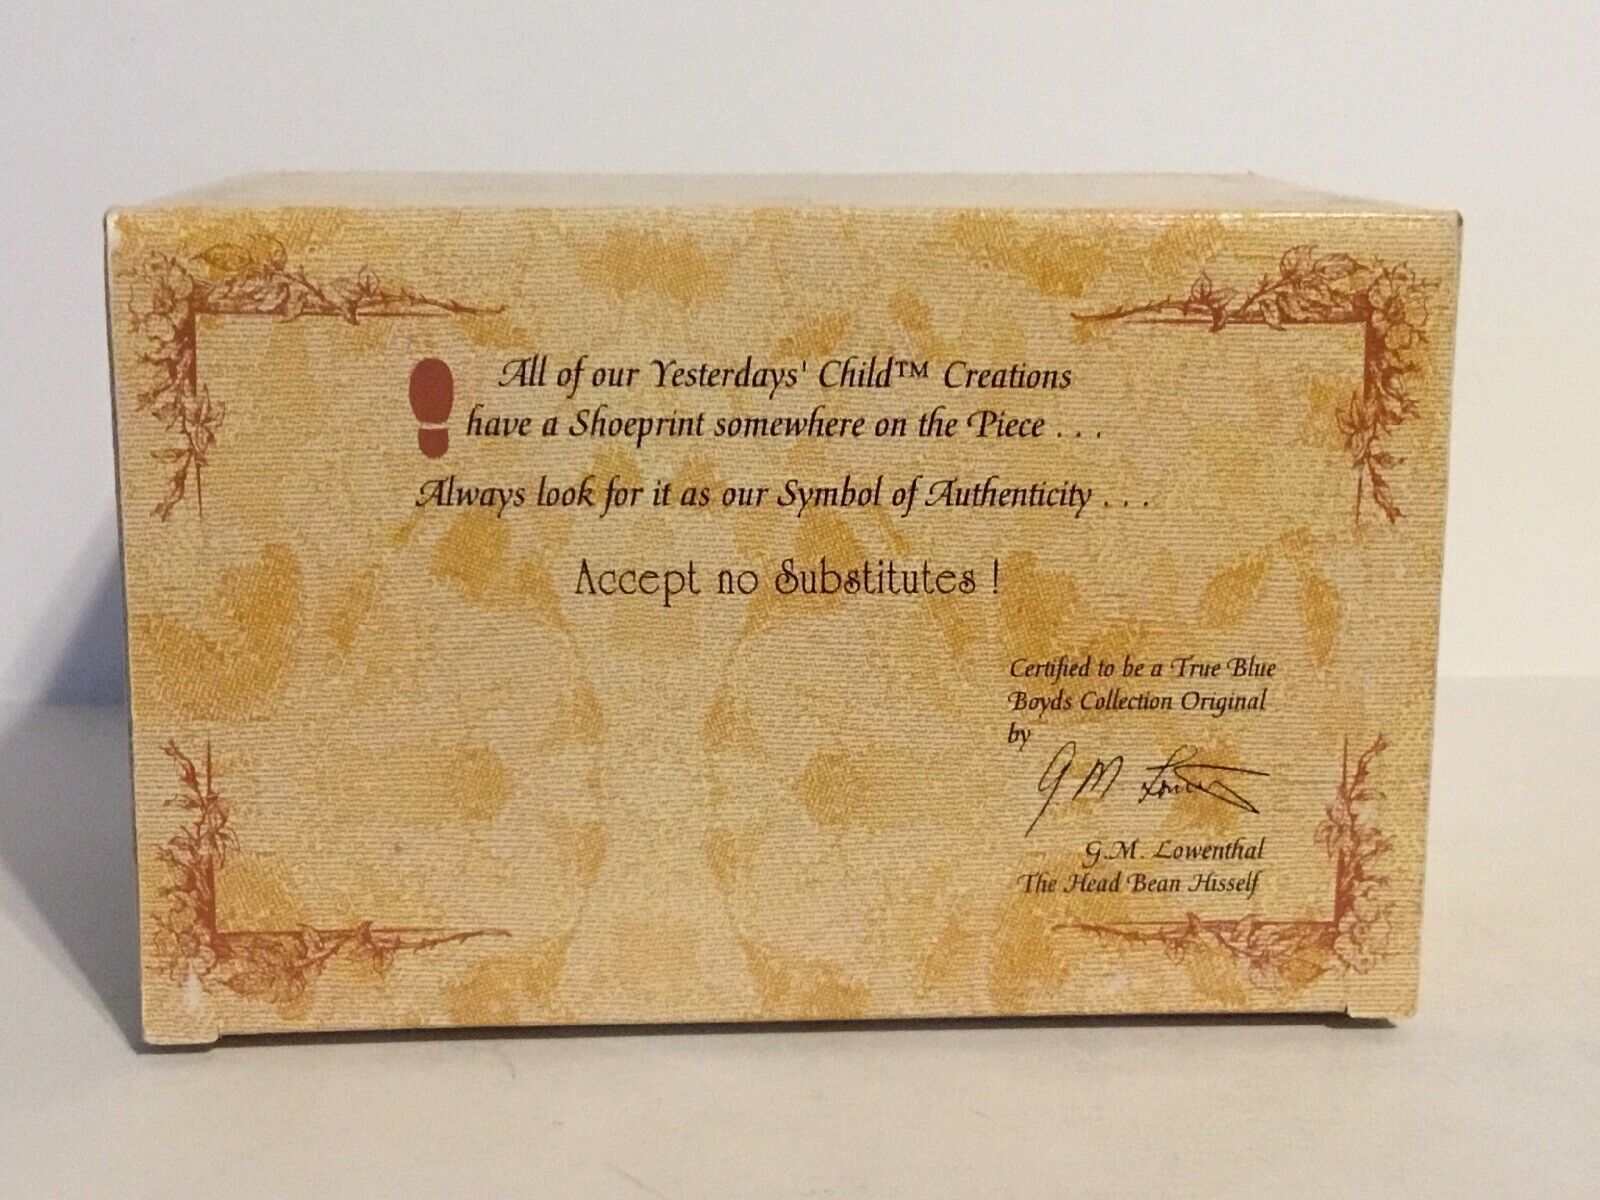 All of our Yesterdays' Child™ Creations
have a Shoeprint somewhere on the Piece . . .
Always look for it as our Symbol of Authenticity . . .
Accept no Substitutes !
Certified to be a True Blue
Boyds Collection Original
by
G.M. Lowenthal
The Head Bean Hisself